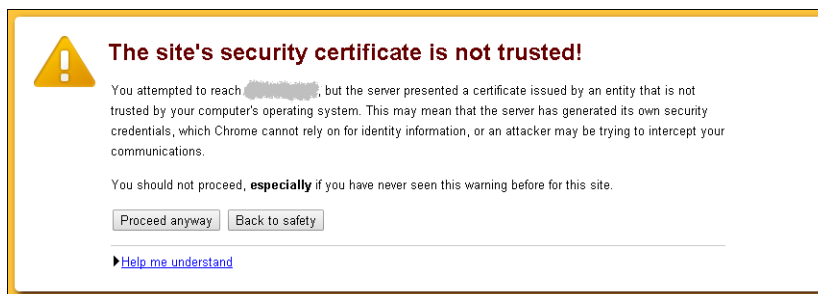 The site's security certificate is not trusted!
You attempted to reach , but the server presented a certificate issued by an entity that is not
trusted by your computer's operating system. This may mean that the server has generated its own security
credentials, which Chrome cannot rely on for identity information, or an attacker may be trying to intercept your
communications.
You should not proceed, especially if you have never seen this warning before for this site.
Proceed anyway
Back to safety
Help me understand